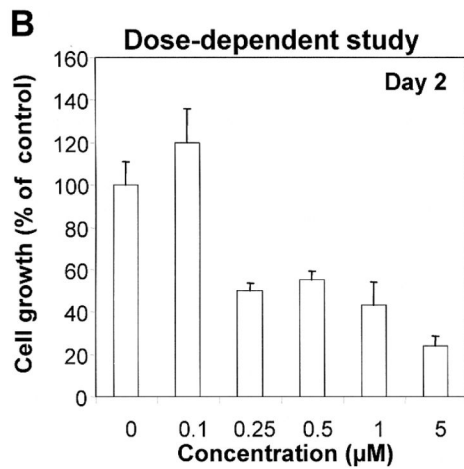 B
Dose-dependent study
Day 2
Cell growth (% of control)
160
140
120
100
80
60
40
20
0
0 0.1 0.25 0.5 1 5
Concentration (µM)